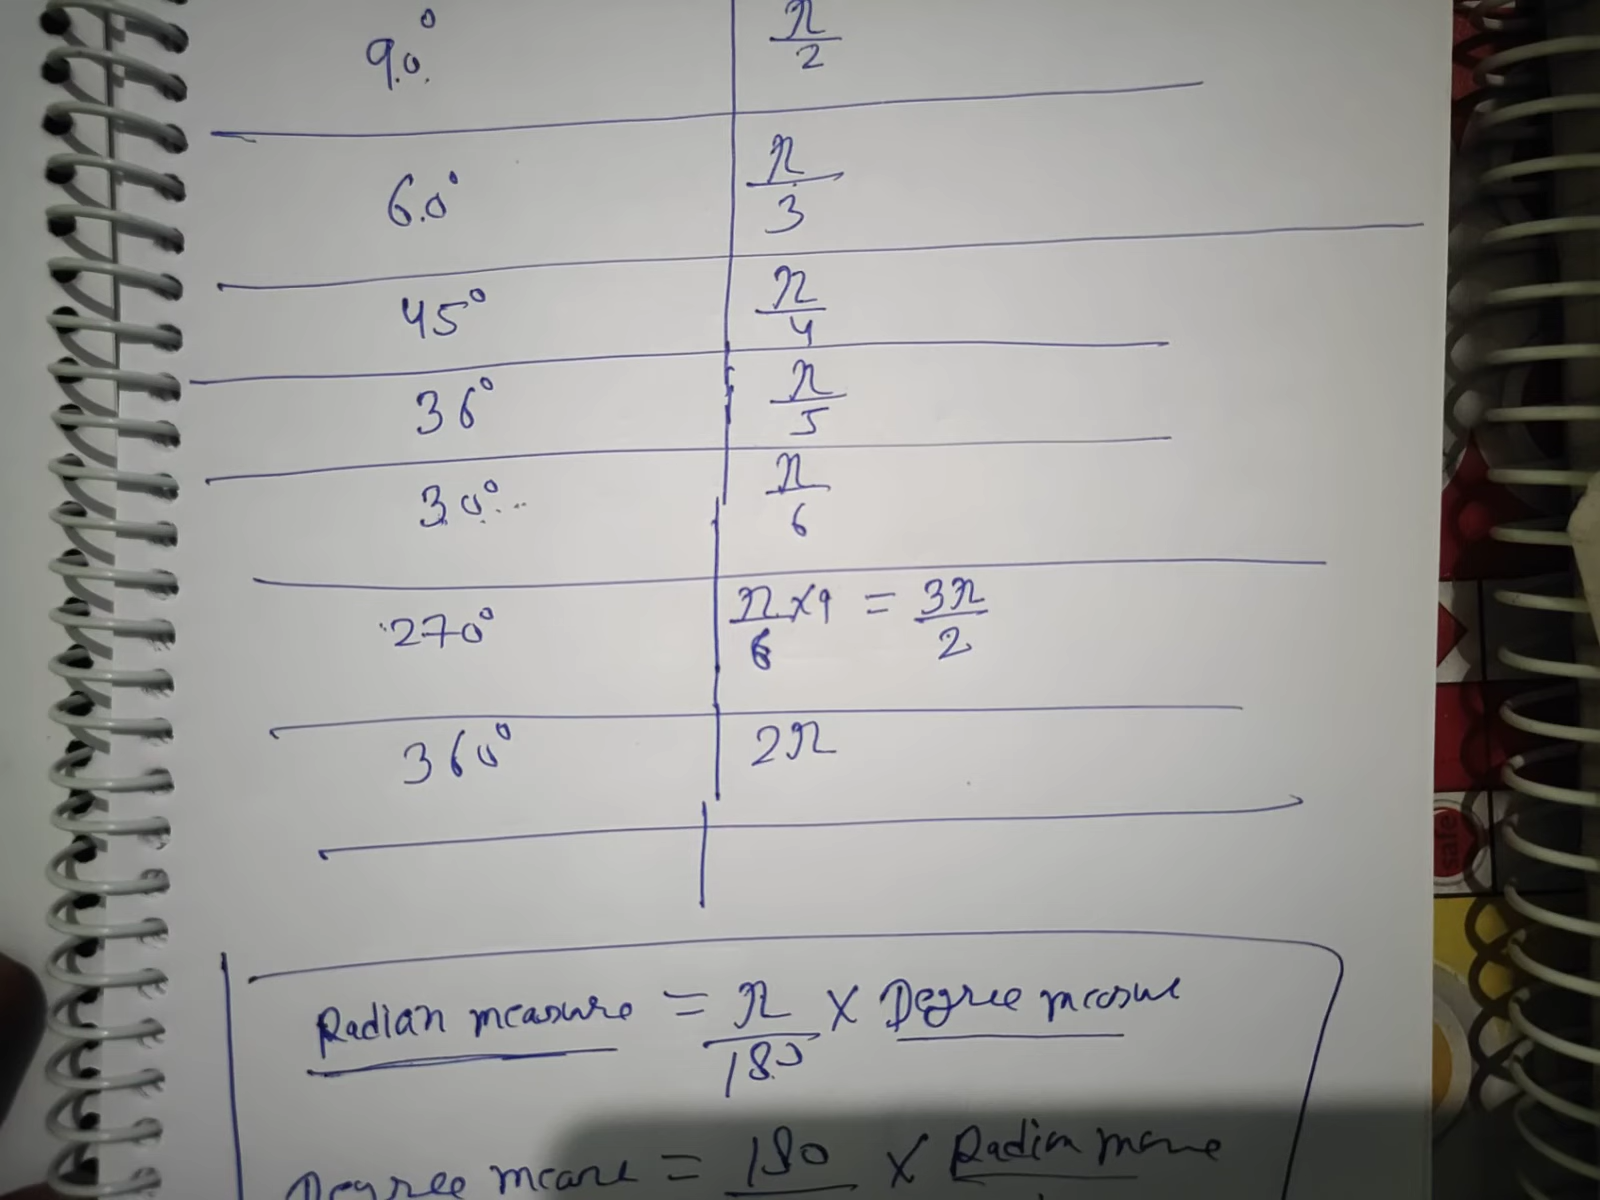 90° π/2
60° π/3
45° π/4
36° π/5
30° π/6
270° π/6 × 9 = 3π/2
360° 2π
Radian measure = π/180 × Degree measure
Degree measure = 180 × Radian measure
safe